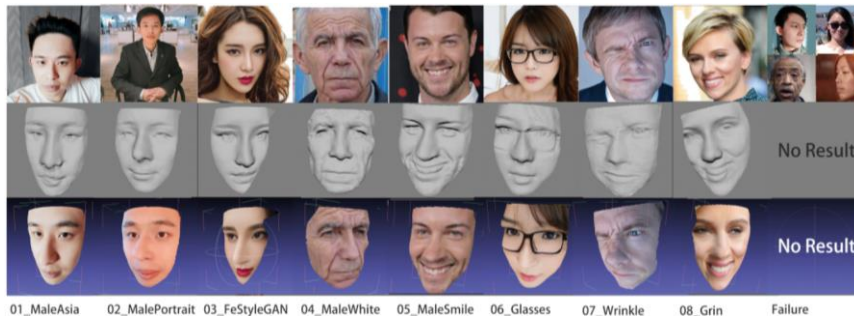 No Result
No Result
01_MaleAsia 02_MalePortrait 03_FeStyleGAN 04_MaleWhite 05_MaleSmile 06_Glasses 07_Wrinkle 08_Grin Failure